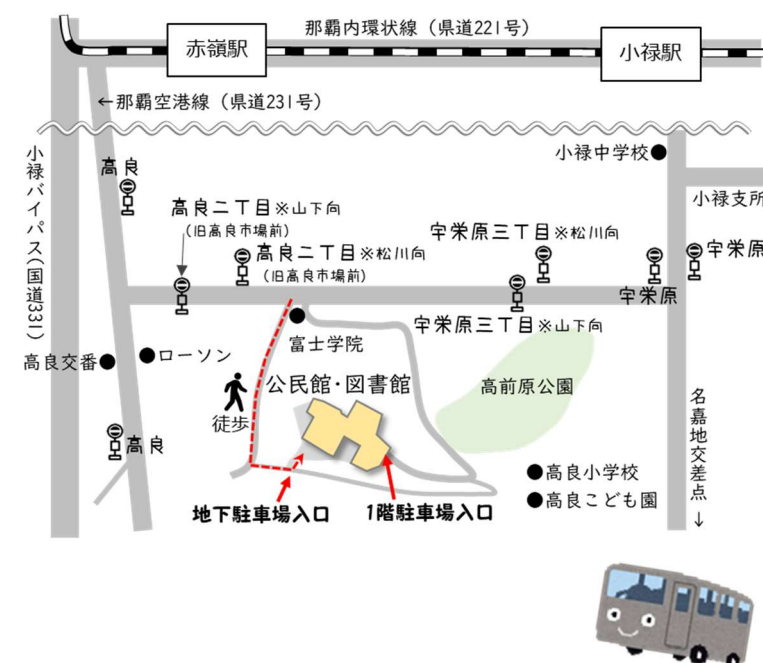 那覇内環状線（県道221号）
赤嶺駅
小禄駅
←那覇空港線（県道231号）
小禄中学校
小禄バイパス(国道331)
高良
小禄支所
高良二丁目※山下向
(旧高良市場前)
宇栄原三丁目※松川向
高良二丁目※松川向
(旧高良市場前)
宇栄原
宇栄原
宇栄原三丁目※山下向
富士学院
ローソン
高良交番
公民館・図書館
高前原公園
徒歩
名嘉地交差点→
高良
高良小学校
高良こども園
地下駐車場入口
1階駐車場入口